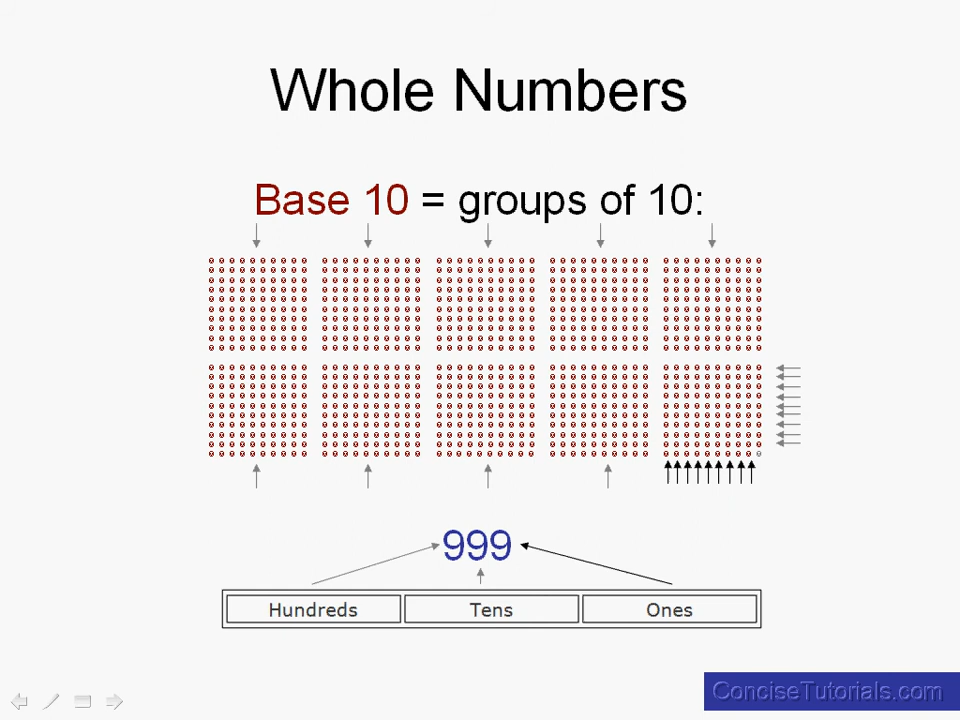 Whole Numbers
Base 10 = groups of 10:
999
Hundreds Tens Ones
ConciseTutorials.com